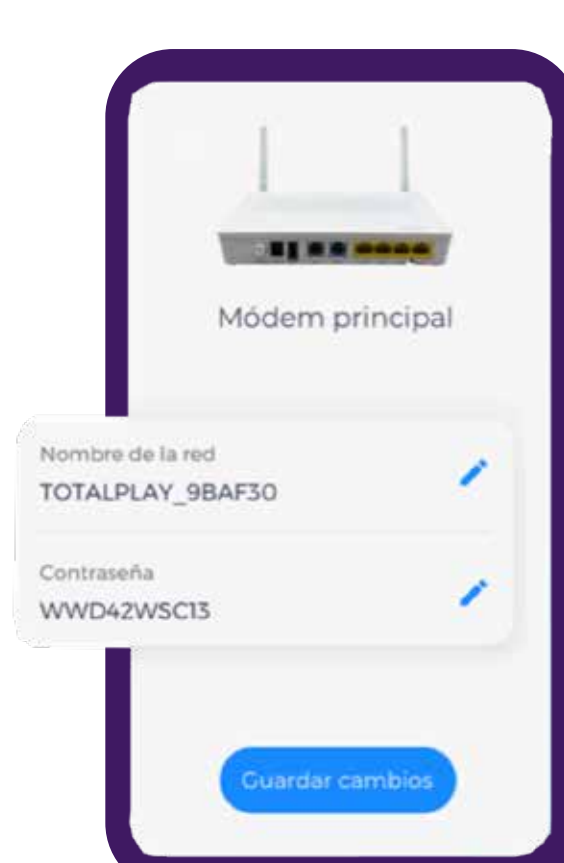 Módem principal
Nombre de la red
TOTALPLAY_9BAF30
Contraseña
WWD42WSC13
Guardar cambios